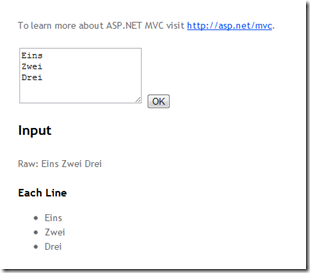 To learn more about ASP.NET MVC visit http://asp.net/mvc.
Eins
Zwei
Drei
OK
Input
Raw: Eins Zwei Drei
Each Line
Eins
Zwei
Drei